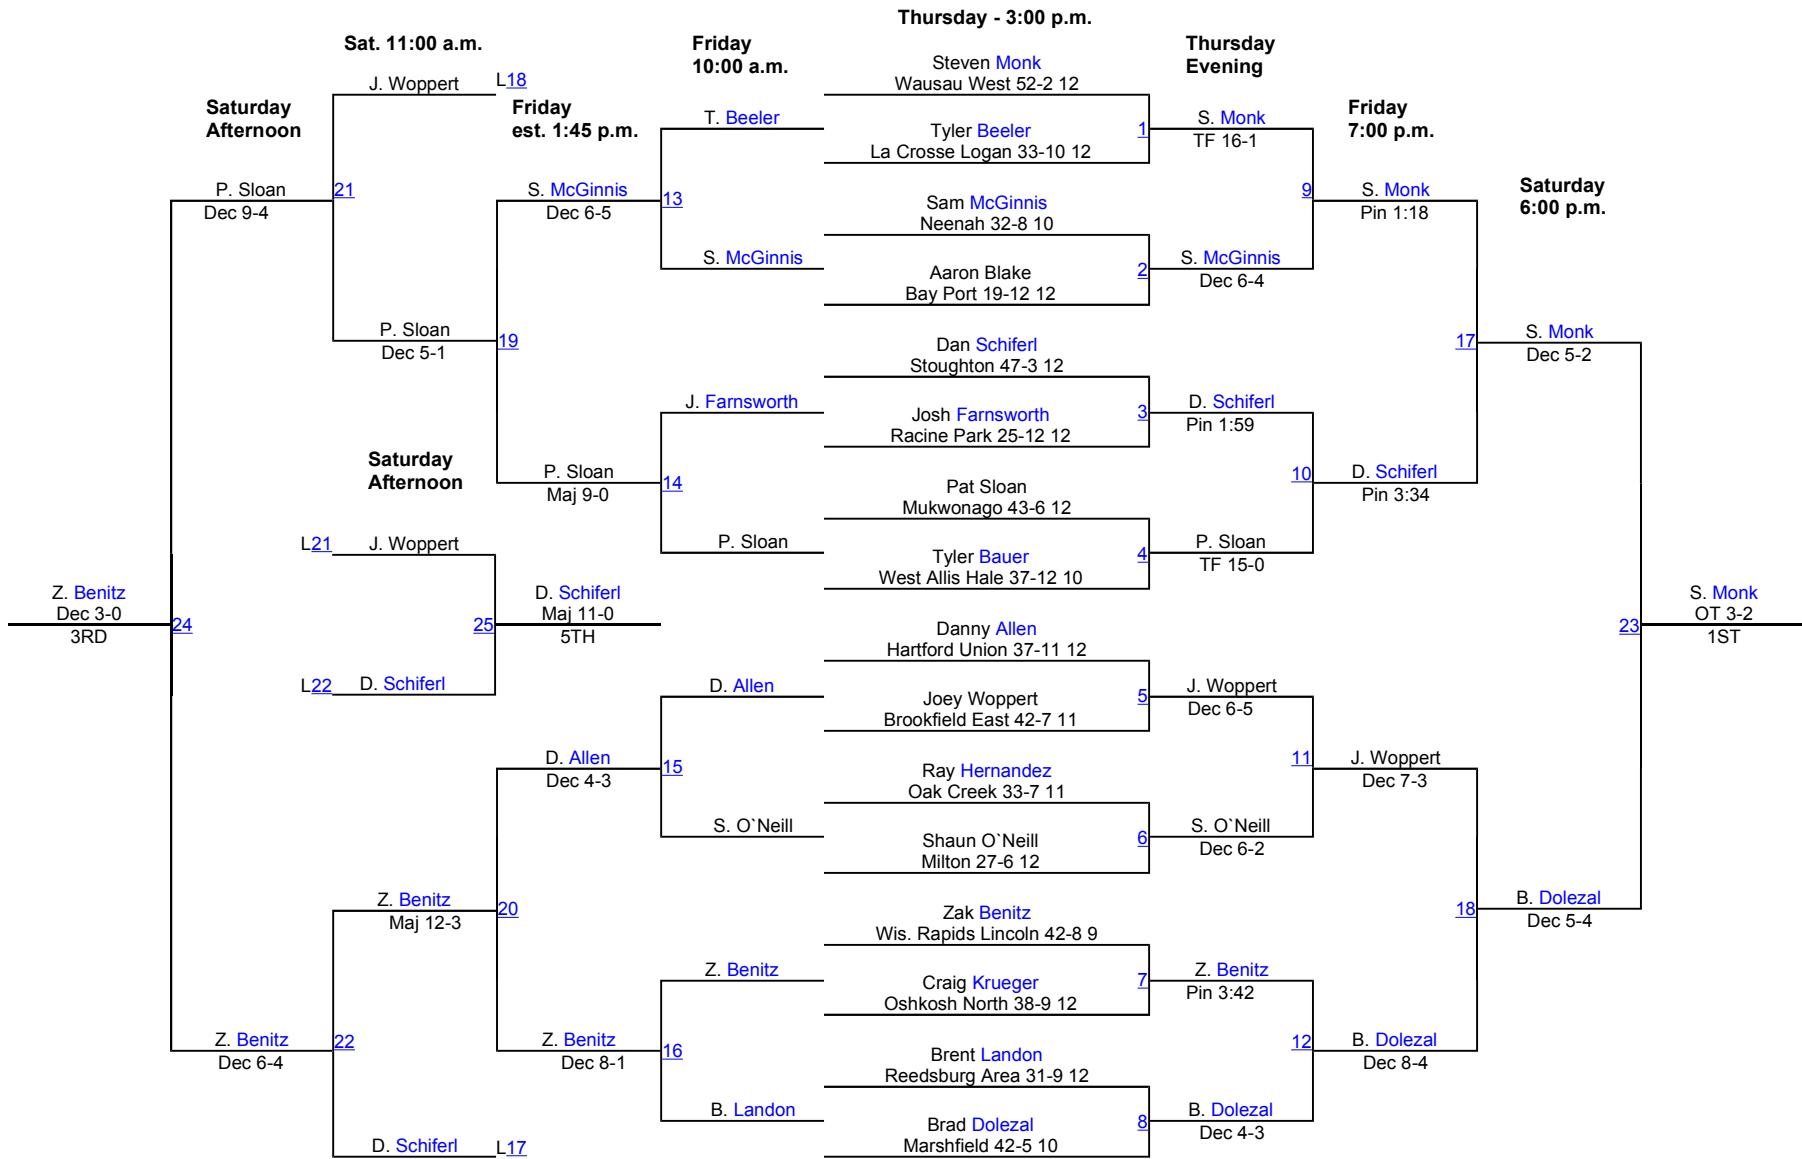 Thursday - 3:00 p.m.
Sat. 11:00 a.m.
Friday
10:00 a.m.
Thursday
Evening
Saturday
Afternoon
Friday
est. 1:45 p.m.
Friday
7:00 p.m.
Saturday
6:00 p.m.
Saturday
Afternoon
Steven Monk
Wausau West 52-2 12
1
Tyler Beeler
La Crosse Logan 33-10 12
Sam McGinnis
Neenah 32-8 10
2
Aaron Blake
Bay Port 19-12 12
Dan Schiferl
Stoughton 47-3 12
3
Josh Farnsworth
Racine Park 25-12 12
Pat Sloan
Mukwonago 43-6 12
4
Tyler Bauer
West Allis Hale 37-12 10
Danny Allen
Hartford Union 37-11 12
5
Joey Woppert
Brookfield East 42-7 11
Ray Hernandez
Oak Creek 33-7 11
6
Shaun O`Neill
Milton 27-6 12
Zak Benitz
Wis. Rapids Lincoln 42-8 9
7
Craig Krueger
Oshkosh North 38-9 12
Brent Landon
Reedsburg Area 31-9 12
8
Brad Dolezal
Marshfield 42-5 10
S. Monk
TF 16-1
9
S. McGinnis
Dec 6-4
D. Schiferl
Pin 1:59
10
P. Sloan
TF 15-0
J. Woppert
Dec 6-5
11
S. O`Neill
Dec 6-2
Z. Benitz
Pin 3:42
12
B. Dolezal
Dec 4-3
S. Monk
Pin 1:18
17
D. Schiferl
Pin 3:34
J. Woppert
Dec 7-3
18
B. Dolezal
Dec 8-4
S. Monk
Dec 5-2
23
B. Dolezal
Dec 5-4
S. Monk
OT 3-2
1ST
T. Beeler
13
S. McGinnis
J. Farnsworth
14
P. Sloan
D. Allen
15
S. O`Neill
Z. Benitz
16
B. Landon
S. McGinnis
Dec 6-5
19
P. Sloan
Maj 9-0
D. Allen
Dec 4-3
20
Z. Benitz
Dec 8-1
J. Woppert L18
21
P. Sloan
Dec 5-1
Z. Benitz
Maj 12-3
22
D. Schiferl L17
P. Sloan
Dec 9-4
24
Z. Benitz
Dec 6-4
Z. Benitz
Dec 3-0
3RD
L21 J. Woppert
25
L22 D. Schiferl
D. Schiferl
Maj 11-0
5TH